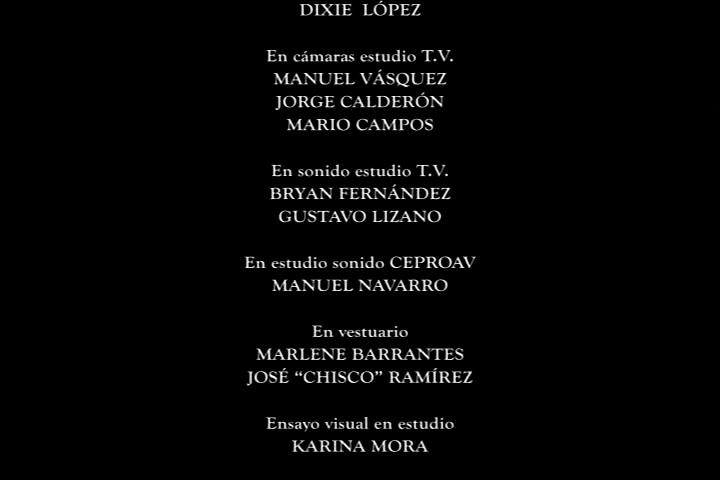 DIXIE LÓPEZ
En cámaras estudio T.V.
MANUEL VÁSQUEZ
JORGE CALDERÓN
MARIO CAMPOS
En sonido estudio T.V.
BRYAN FERNÁNDEZ
GUSTAVO LIZANO
En estudio sonido CEPROAV
MANUEL NAVARRO
En vestuario
MARLENE BARRANTES
JOSÉ “CHISCO” RAMÍREZ
Ensayo visual en estudio
KARINA MORA